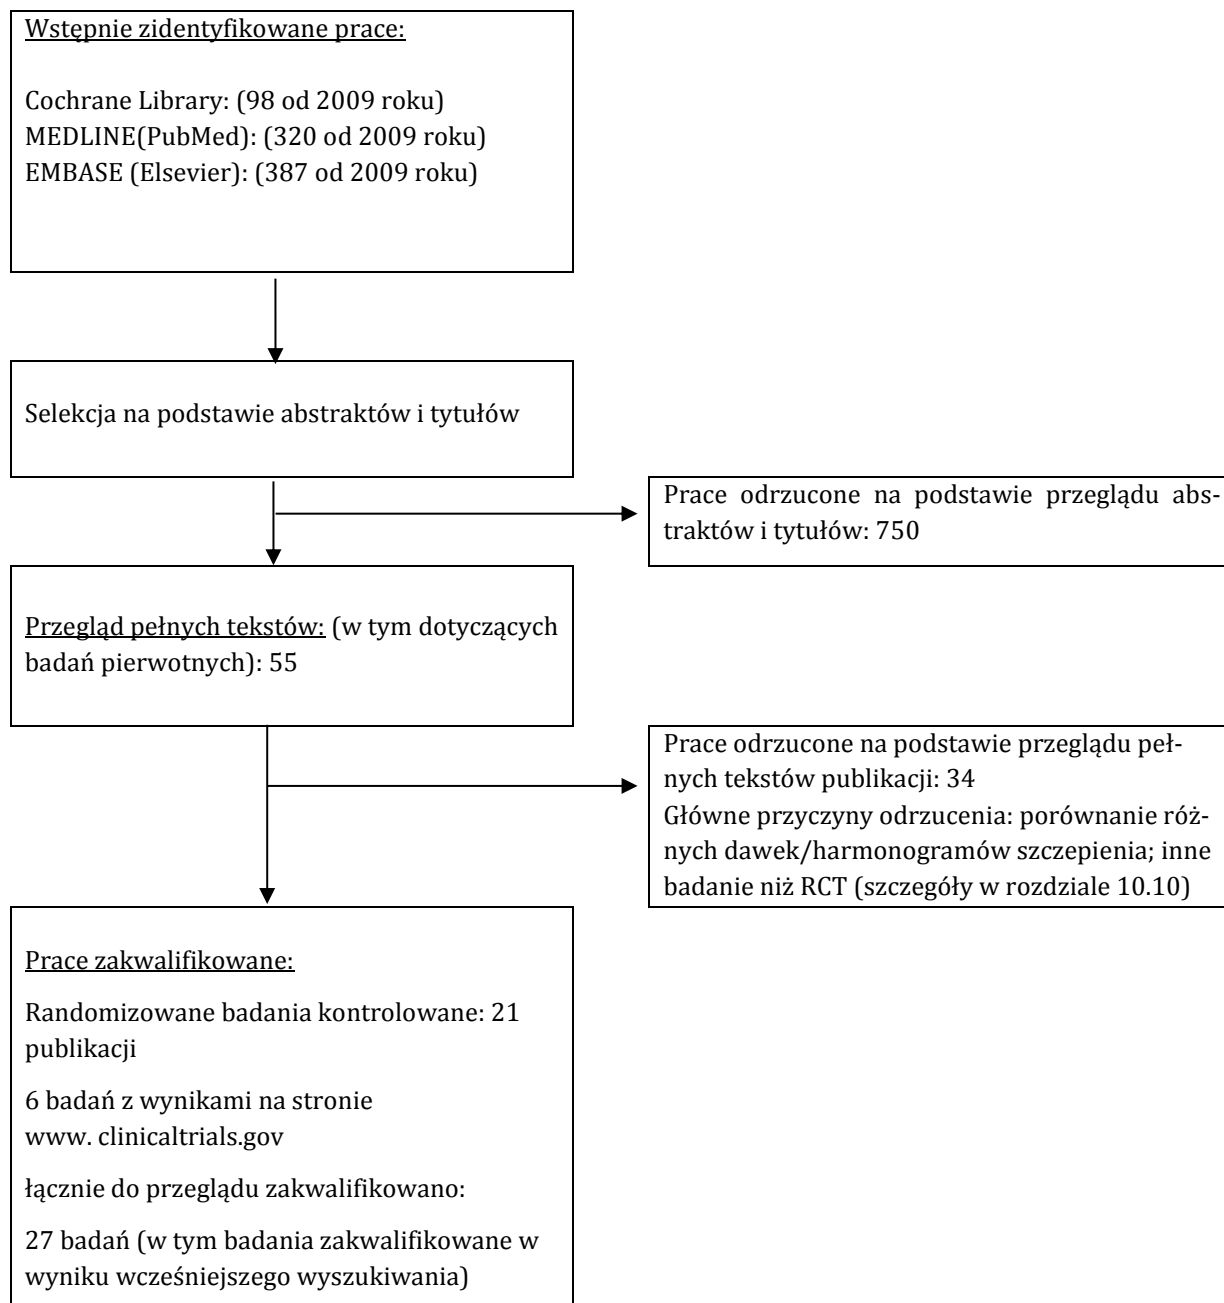 Wstępnie zidentyfikowane prace:
Cochrane Library: (98 od 2009 roku)
MEDLINE(PubMed): (320 od 2009 roku)
EMBASE (Elsevier): (387 od 2009 roku)
Selekcja na podstawie abstraktów i tytułów
Prace odrzucone na podstawie przeglądu abs-
traktów i tytułów: 750
Przegląd pełnych tekstów: (w tym dotyczących
badań pierwotnych): 55
Prace odrzucone na podstawie przeglądu peł-
nych tekstów publikacji: 34
Główne przyczyny odrzucenia: porównanie róż-
nych dawek/harmonogramów szczepienia; inne
badanie niż RCT (szczegóły w rozdziale 10.10)
Prace zakwalifikowane:
Randomizowane badania kontrolowane: 21
publikacji
6 badań z wynikami na stronie
www. clinicaltrials.gov
łącznie do przeglądu zakwalifikowano:
27 badań (w tym badania zakwalifikowane w
wyniku wcześniejszego wyszukiwania)